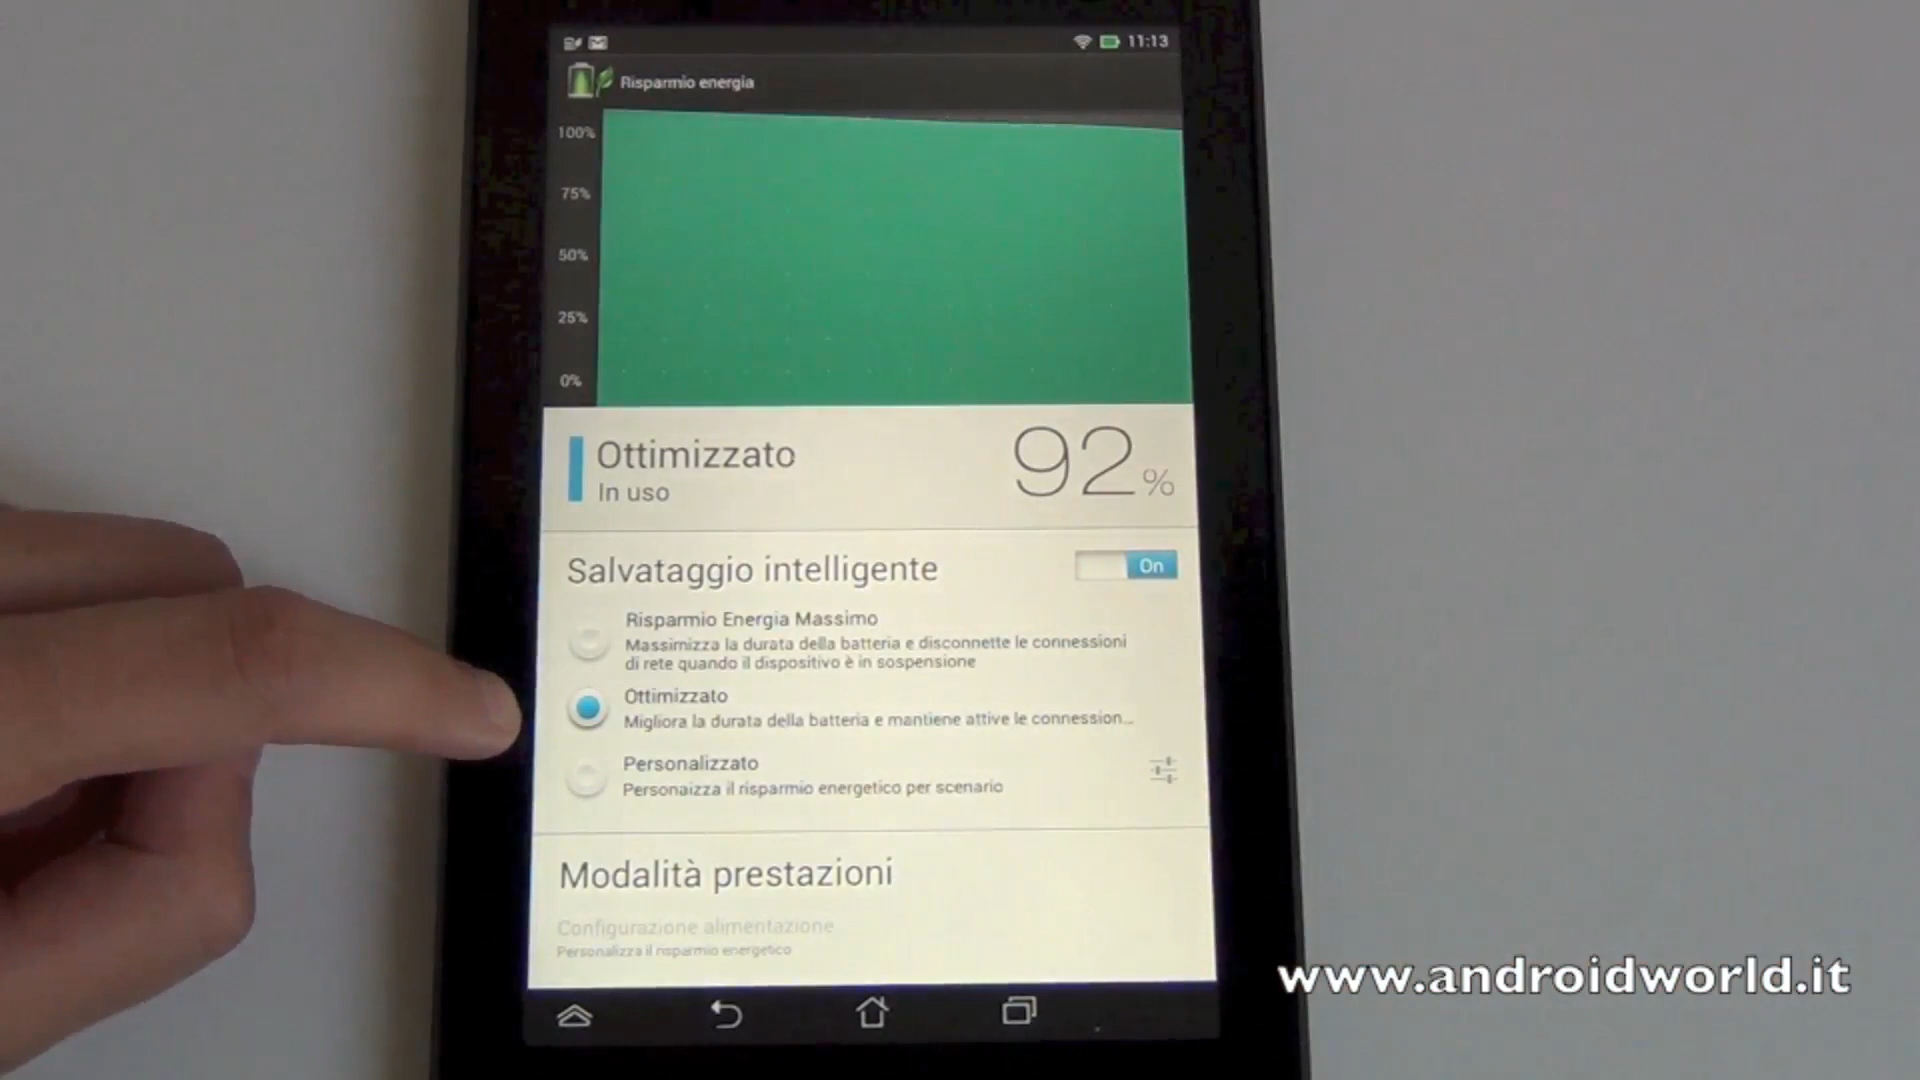 11:13
Risparmio energia
100%
75%
50%
25%
0%
Ottimizzato
In uso
92%
Salvataggio intelligente
On
Risparmio Energia Massimo
Massimizza la durata della batteria e disconnette le connessioni
di rete quando il dispositivo è in sospensione
Ottimizzato
Migliora la durata della batteria e mantiene attive le connession...
Personalizzato
Personaizza il risparmio energetico per scenario
Modalità prestazioni
Configurazione alimentazione
Personalizza il risparmio energetico
www.androidworld.it